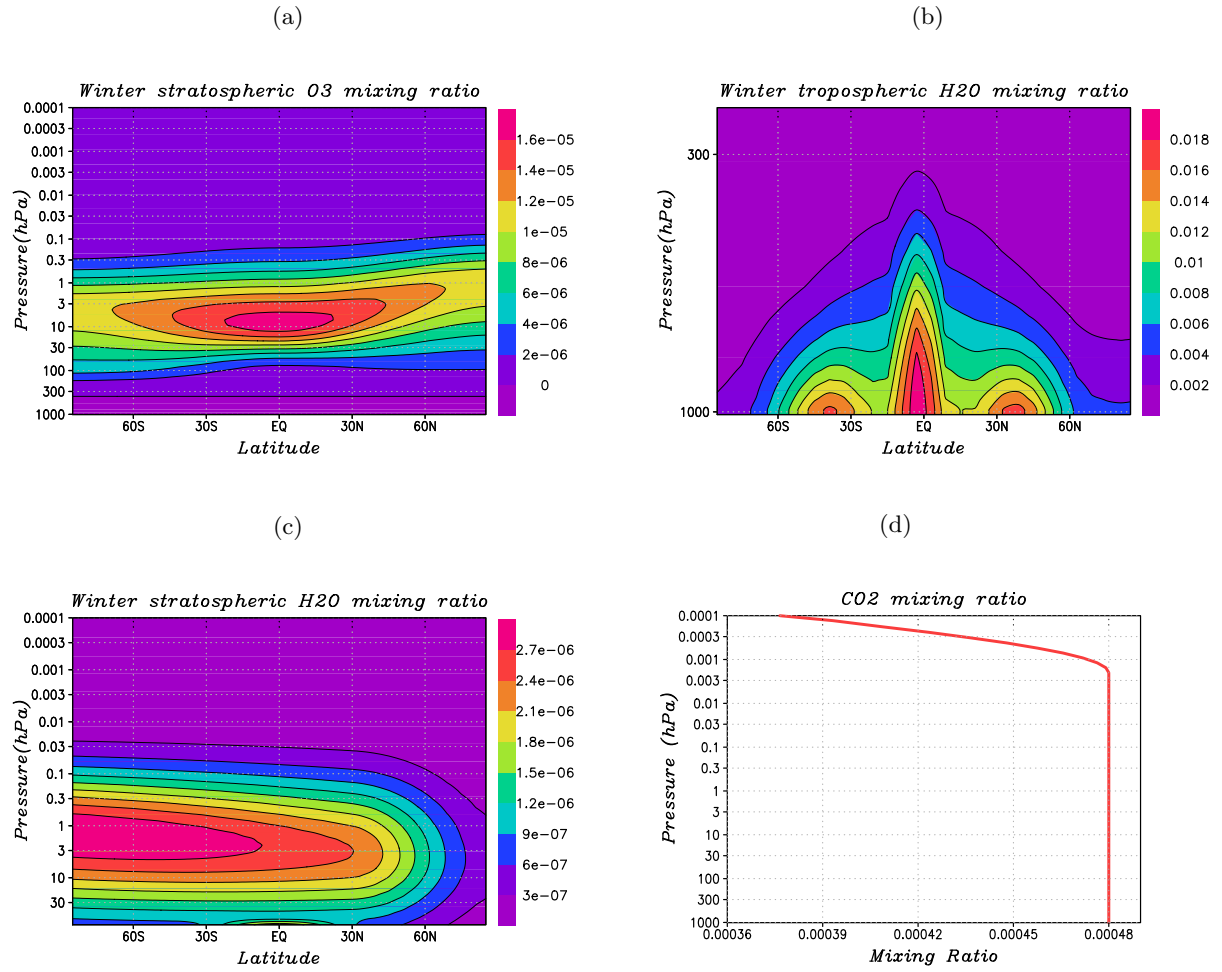 (a)
Winter stratospheric O3 mixing ratio
Pressure(hPa)
0.0001
0.0003
0.001
0.003
0.01
0.03
0.1
0.3
1
3
10
30
100
300
1000
60S 30S EQ 30N 60N
Latitude
1.6e-05
1.4e-05
1.2e-05
1e-05
8e-06
6e-06
4e-06
2e-06
0
(b)
Winter tropospheric H2O mixing ratio
Pressure(hPa)
300
1000
60S 30S EQ 30N 60N
Latitude
0.018
0.016
0.014
0.012
0.01
0.008
0.006
0.004
0.002
(c)
Winter stratospheric H2O mixing ratio
Pressure(hPa)
0.0001
0.0003
0.001
0.003
0.01
0.03
0.1
0.3
1
3
10
30
60S 30S EQ 30N 60N
Latitude
2.7e-06
2.4e-06
2.1e-06
1.8e-06
1.5e-06
1.2e-06
9e-07
6e-07
3e-07
(d)
CO2 mixing ratio
Pressure (hPa)
0.0001
0.0003
0.001
0.003
0.01
0.03
0.1
0.3
1
3
10
30
100
300
1000
0.00036 0.00039 0.00042 0.00045 0.00048
Mixing Ratio